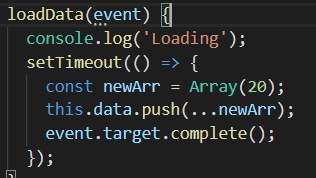 loadData(event) {
console.log('Loading');
setTimeout(() => {
const newArr = Array(20);
this.data.push(...newArr);
event.target.complete();
});
}